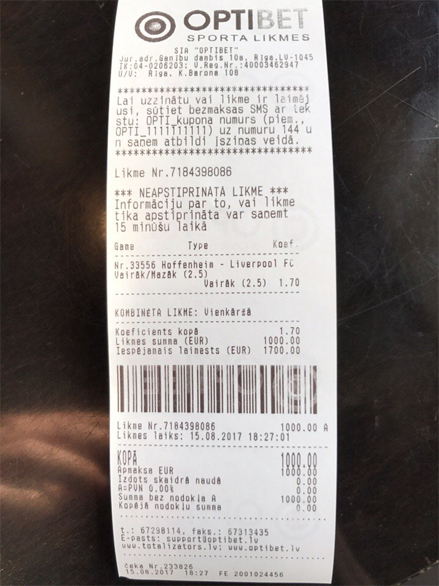 OPTIBET
SPORTA LIKMES
SIA "OPTIBET"
Jur.adr.Ganību dambis 10a, Rīga,LV-1045
IK:04-0206203; V.Reg.Nr.:40003462947
U/V: Rīga, K.Barona 108
****************************************
Lai uzzinātu vai likme ir laimēj
usi, sūtiet bezmaksas SMS ar tek
stu: OPTI_kupona numurs (piem.,
OPTI_1111111111) uz numuru 144 u
n saņem atbildi īsziņas veidā.
****************************************
Likme Nr.7184398086
*** NEAPSTIPRINATA LIKME ***
Informāciju par to, vai likme
tika apstiprināta var saņemt
15 minūšu laikā
Game Type Koef.
Nr.33556 Hoffenheim - Liverpool FC
Vairāk/Mazāk (2.5)
Vairāk (2.5) 1.70
KOMBINĒTA LIKME: Vienkāršā
Koeficients kopā 1.70
Likmes summa (EUR) 1000.00
Iespējamais laimests (EUR) 1700.00
Likme Nr.7184398086 1000.00 A
Likmes laiks: 15.08.2017 18:27:01
KOPĀ 1000.00
Apmaksa EUR 1000.00
Izdots skaidrā naudā 0.00
A=PVN 0.00% 0.00
Summa bez nodokļa A 1000.00
Kopējā nodokļu summa 0.00
t.: 67298114, faks.: 67313435
E-pasts: support@optibet.lv
www.totalizators.lv; www.optibet.lv
čeka Nr.233826
15.08.2017 18:27 FE 2001024456